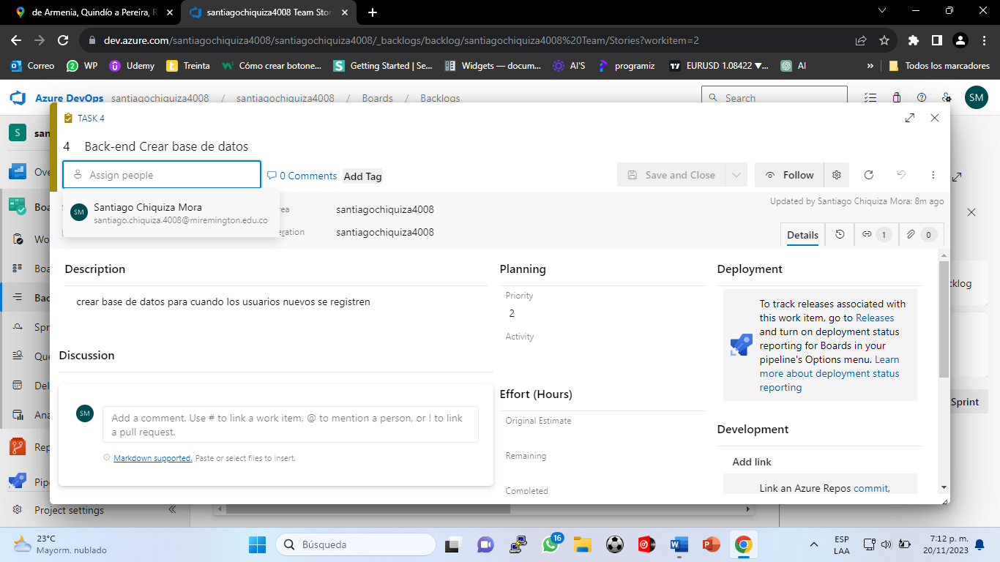 de Armenia, Quindío a Pereira, R
santiagochiquiza4008 Team Stor
dev.azure.com/santiagochiquiza4008/santiagochiquiza4008/_backlogs/backlog/santiagochiquiza4008%20Team/Stories?workitem=2
Correo WP Udemy Treinta Cómo crear botone... Getting Started | Se... Widgets — docum... AI'S programiz EURUSD 1.08422 ▼... AI » Todos los marcadores
Azure DevOps santiagochiquiza4008 / santiagochiquiza4008 / Boards / Backlogs Search SM
TASK 4
S san
4 Back-end Crear base de datos
Assign people
0 Comments Add Tag Save and Close Follow
Ove
Updated by Santiago Chiquiza Mora: 8m ago
SM Santiago Chiquiza Mora
santiago.chiquiza.4008@miremington.edu.co
rea santiagochiquiza4008
eration santiagochiquiza4008
Details 1 0
Boa
Wo
Boa
Bac
Spr
Que
Del
Ana
Rep
Pipe
Project settings
Description
crear base de datos para cuando los usuarios nuevos se registren
Discussion
SM Add a comment. Use # to link a work item, @ to mention a person, or ! to link
a pull request.
Markdown supported. Paste or select files to insert.
Planning
Priority
2
Activity
Effort (Hours)
Original Estimate
Remaining
Completed
Deployment
To track releases associated with
this work item, go to Releases
and turn on deployment status
reporting for Boards in your
pipeline's Options menu. Learn
more about deployment status
reporting
Development
Add link
Link an Azure Repos commit,
cklog
Sprint
23°C
Mayorm. nublado
Búsqueda
16
ESP
LAA
7:12 p. m.
20/11/2023